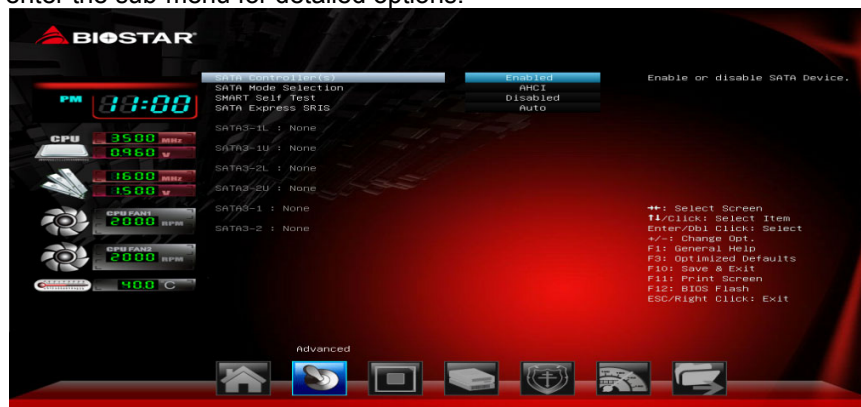 enter the sub-menu for detailed options.
BIOSTAR
SATA Controller(s) Enabled
SATA Mode Selection AHCI
SMART Self Test Disabled
SATA Express SRIS Auto
SATA3-1L : None
SATA3-1U : None
SATA3-2L : None
SATA3-2U : None
SATA3-1 : None
SATA3-2 : None
Enable or disable SATA Device.
PM 11:00
CPU 3500 MHz
0.960 V
1600 MHz
1.500 V
CPU FAN1
2000 RPM
CPU FAN2
2000 RPM
40.0 C
→←: Select Screen
↑↓/Click: Select Item
Enter/Dbl Click: Select
+/-: Change Opt.
F1: General Help
F3: Optimized Defaults
F10: Save & Exit
F11: Print Screen
F12: BIOS Flash
ESC/Right Click: Exit
Advanced